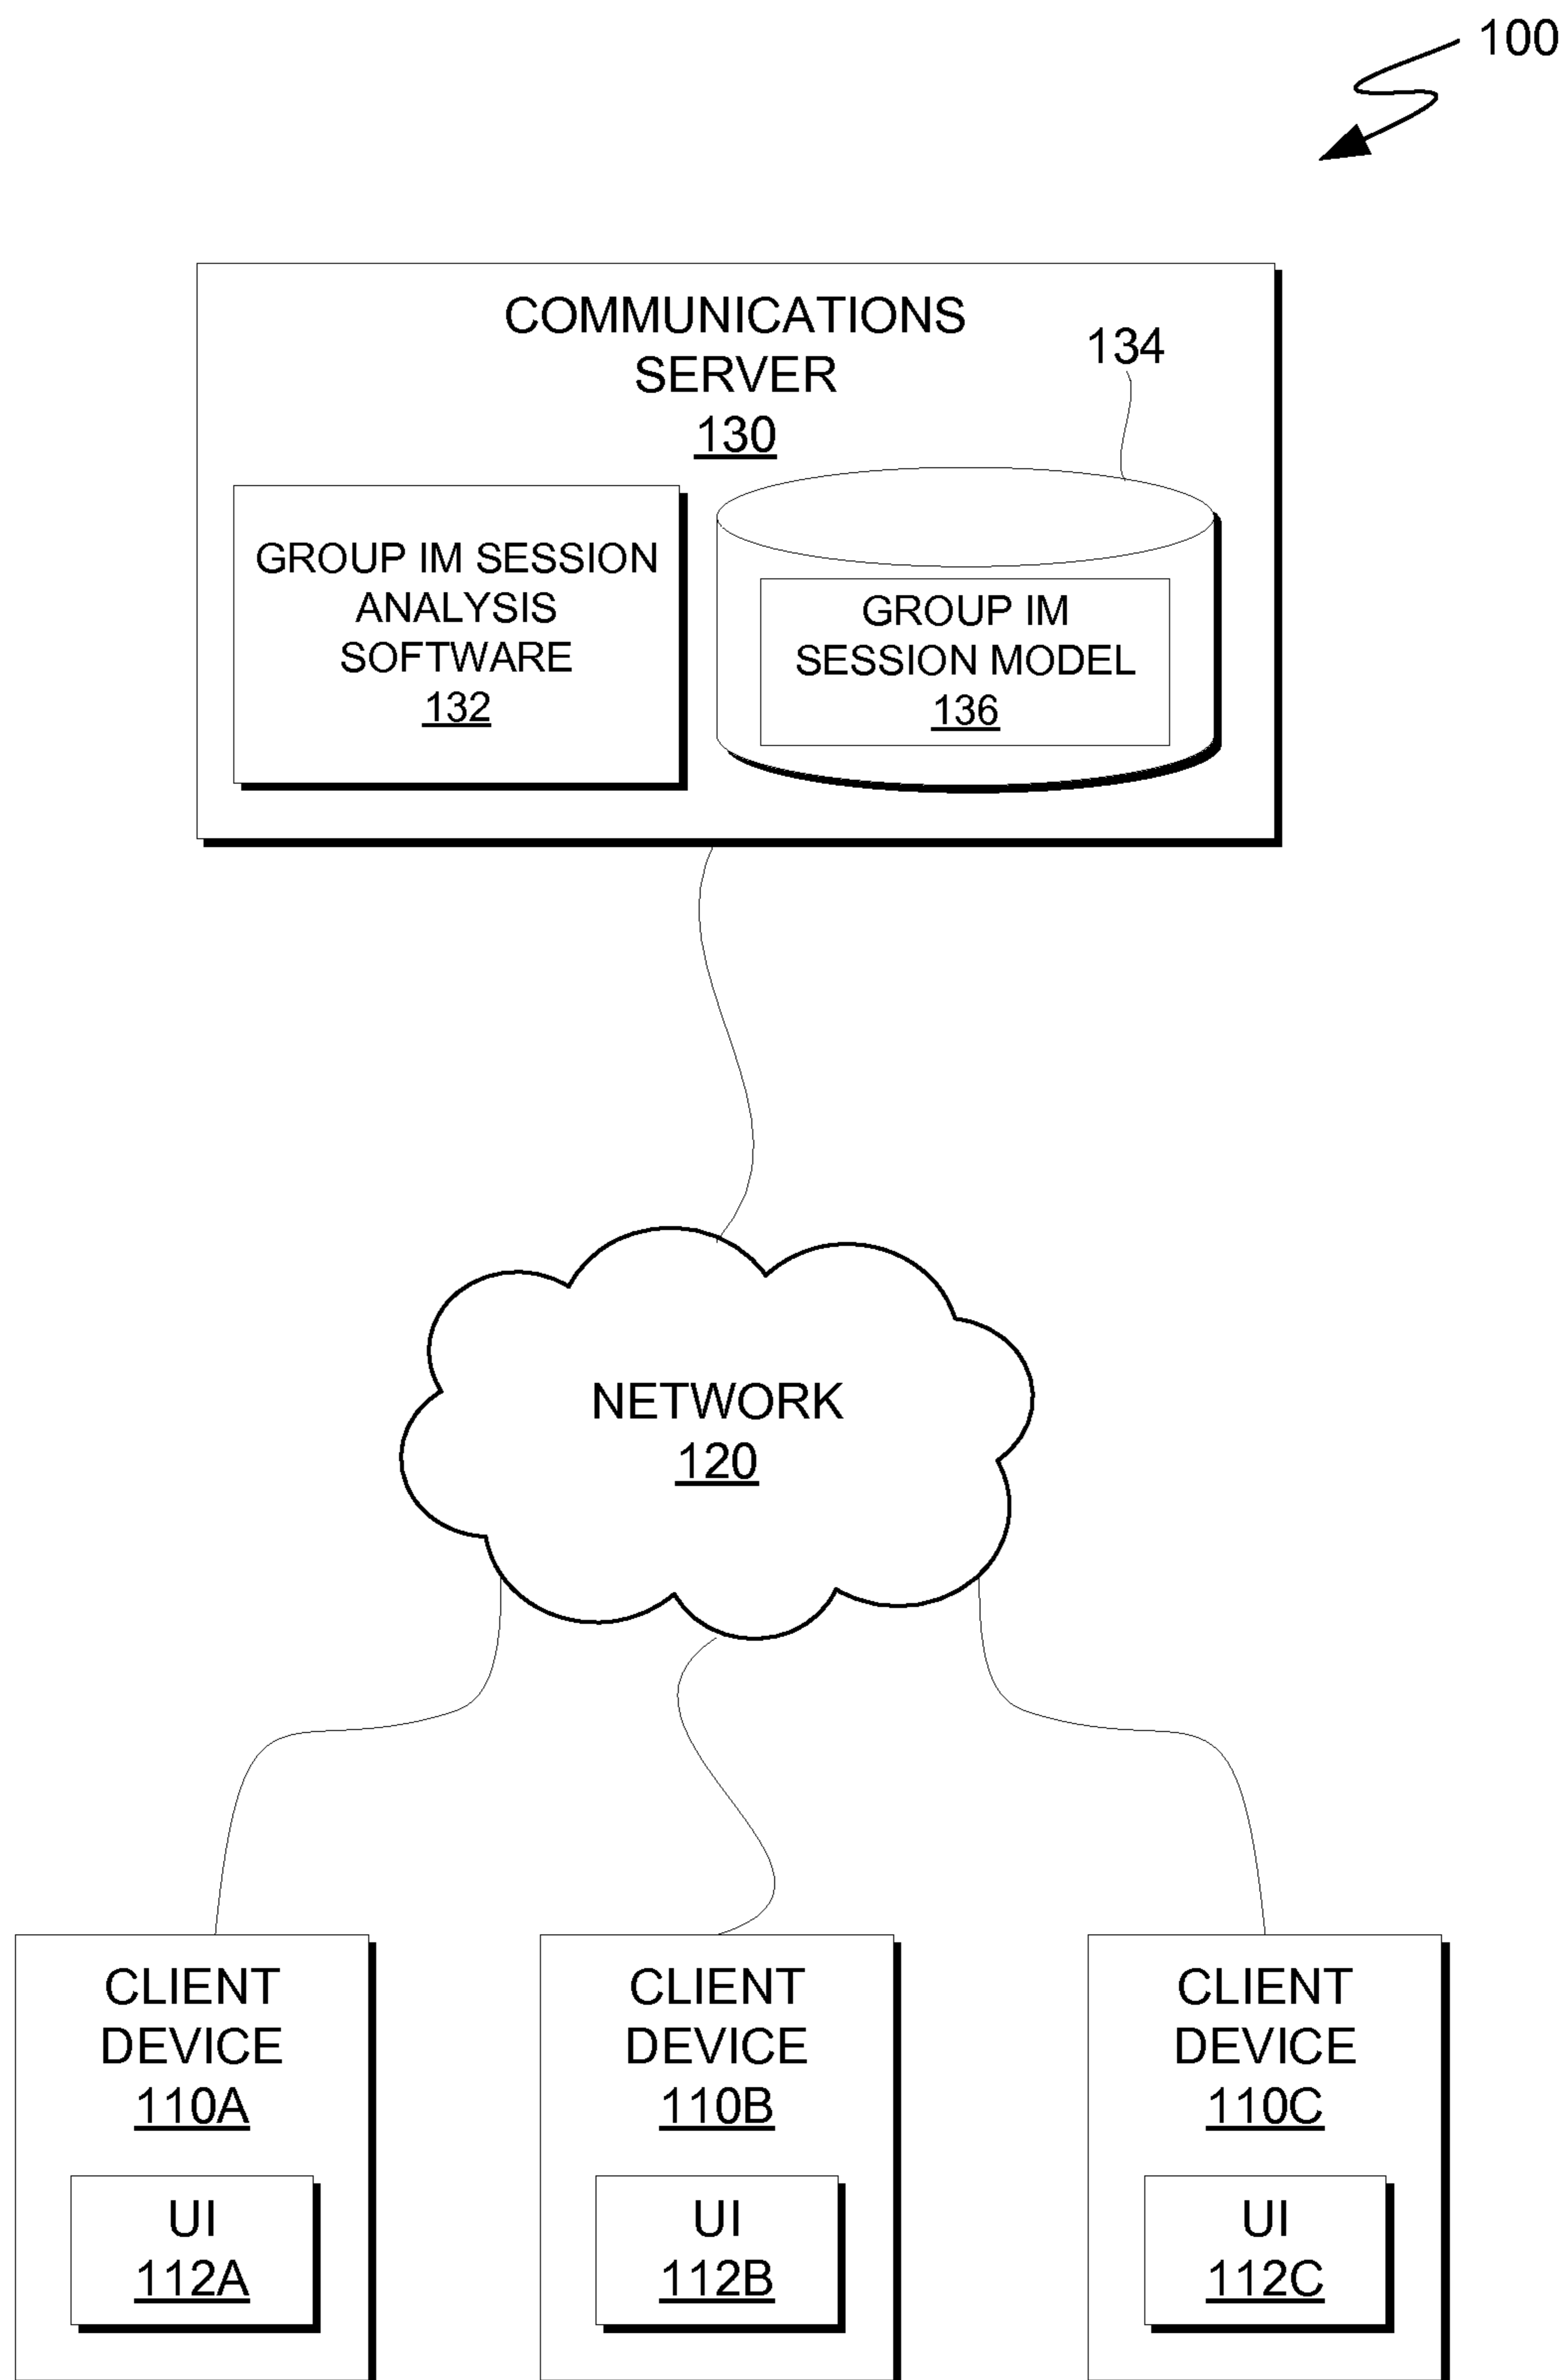 100
COMMUNICATIONS
SERVER
130
134
GROUP IM SESSION
ANALYSIS
SOFTWARE
132
GROUP IM
SESSION MODEL
136
NETWORK
120
CLIENT
DEVICE
110A
UI
112A
CLIENT
DEVICE
110B
UI
112B
CLIENT
DEVICE
110C
UI
112C